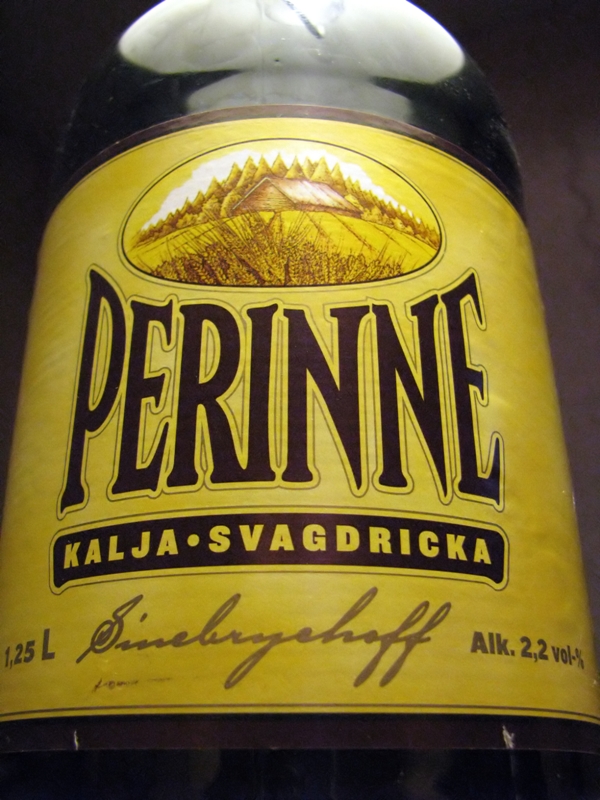 PERINNE
KALJA•SVAGDRICKA
Sinebrychoff
1,25 L
Alk. 2,2 vol-%